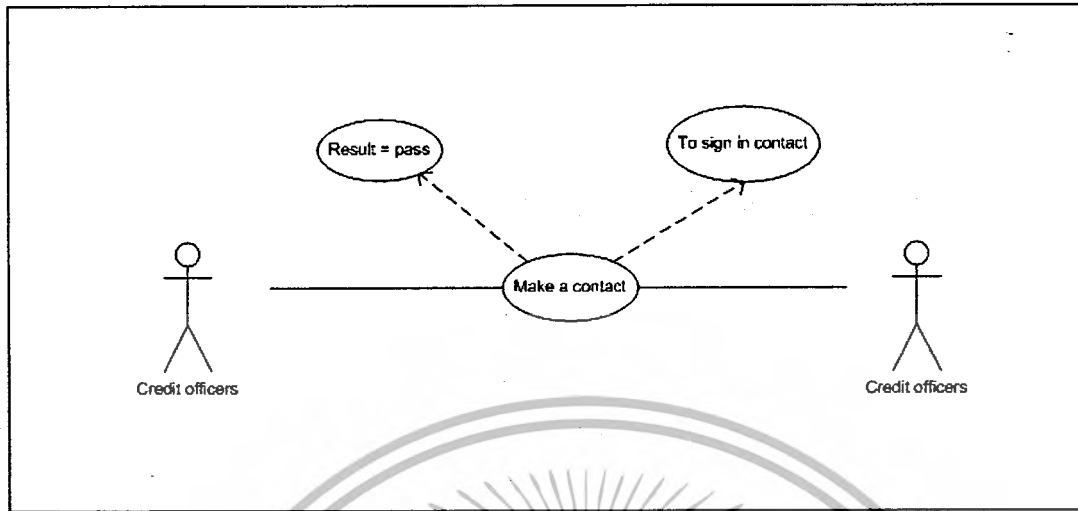 Result = pass
To sign in contact
Make a contact
Credit officers
Credit officers